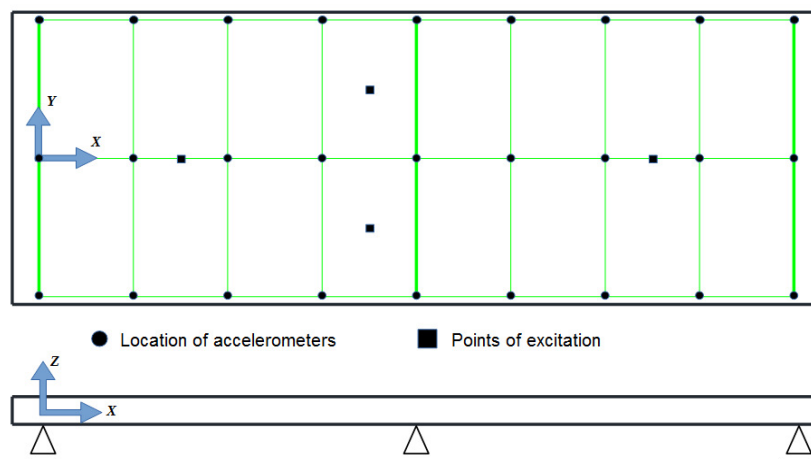 Y
X
Location of accelerometers
Points of excitation
Z
X